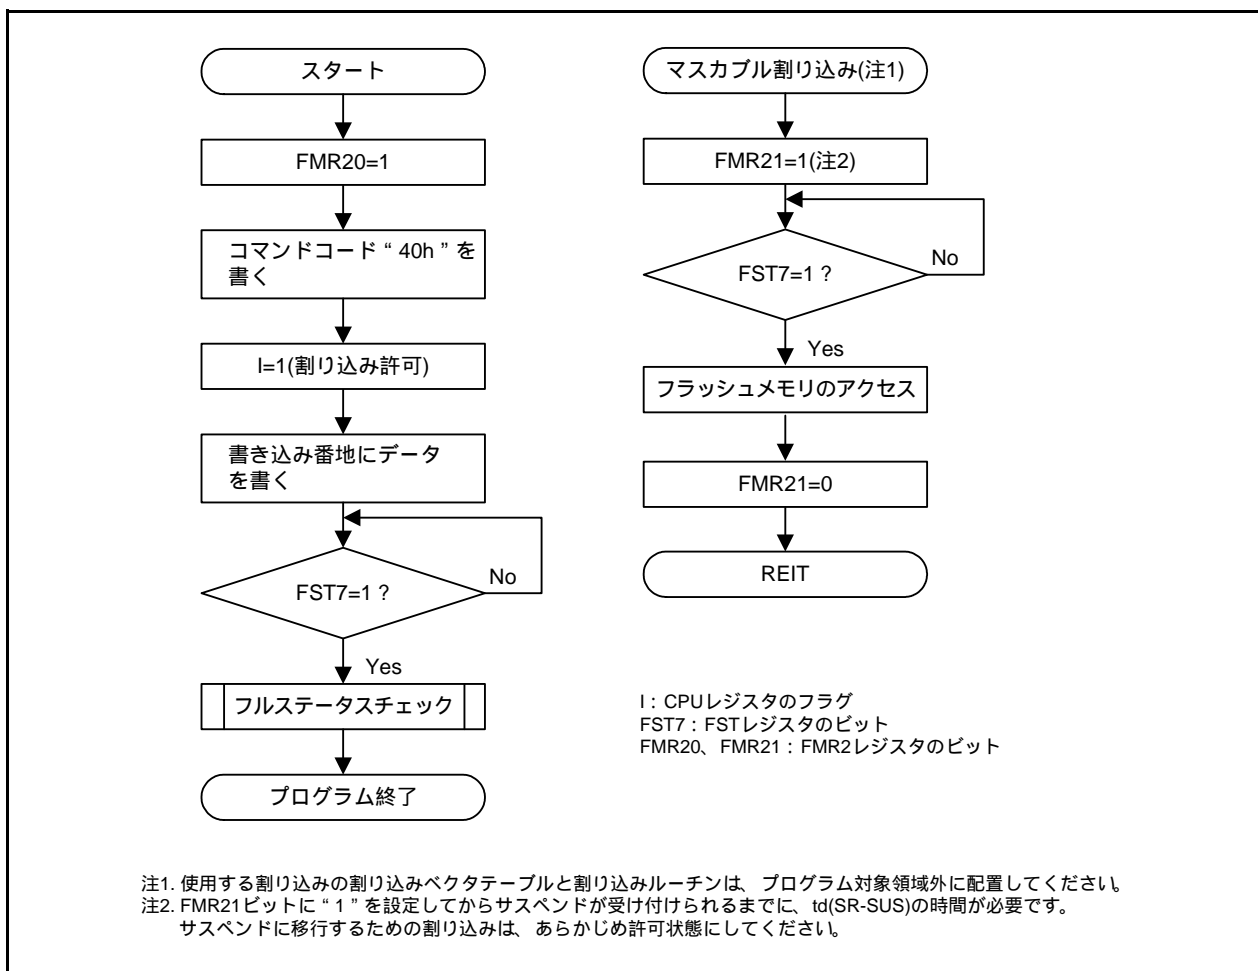 スタート
FMR20=1
コマンドコード“40h”を
書く
I=1(割り込み許可)
書き込み番地にデータ
を書く
FST7=1？
No
Yes
フルステータスチェック
プログラム終了
マスカブル割り込み(注1)
FMR21=1(注2)
FST7=1？
No
Yes
フラッシュメモリのアクセス
FMR21=0
REIT
I：CPUレジスタのフラグ
FST7：FSTレジスタのビット
FMR20、FMR21：FMR2レジスタのビット
注1. 使用する割り込みの割り込みベクタテーブルと割り込みルーチンは、プログラム対象領域外に配置してください。
注2. FMR21ビットに“1”を設定してからサスペンドが受け付けられるまでに、td(SR-SUS)の時間が必要です。
サスペンドに移行するための割り込みは、あらかじめ許可状態にしてください。